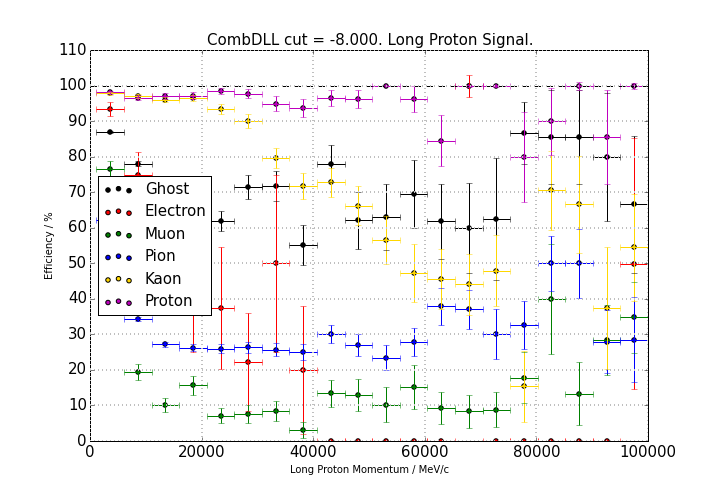 CombDLL cut = -8.000. Long Proton Signal.
110
100
90
80
70
60
50
40
30
20
10
0
Efficiency / %
Ghost
Electron
Muon
Pion
Kaon
Proton
0 20000 40000 60000 80000 100000
Long Proton Momentum / MeV/c